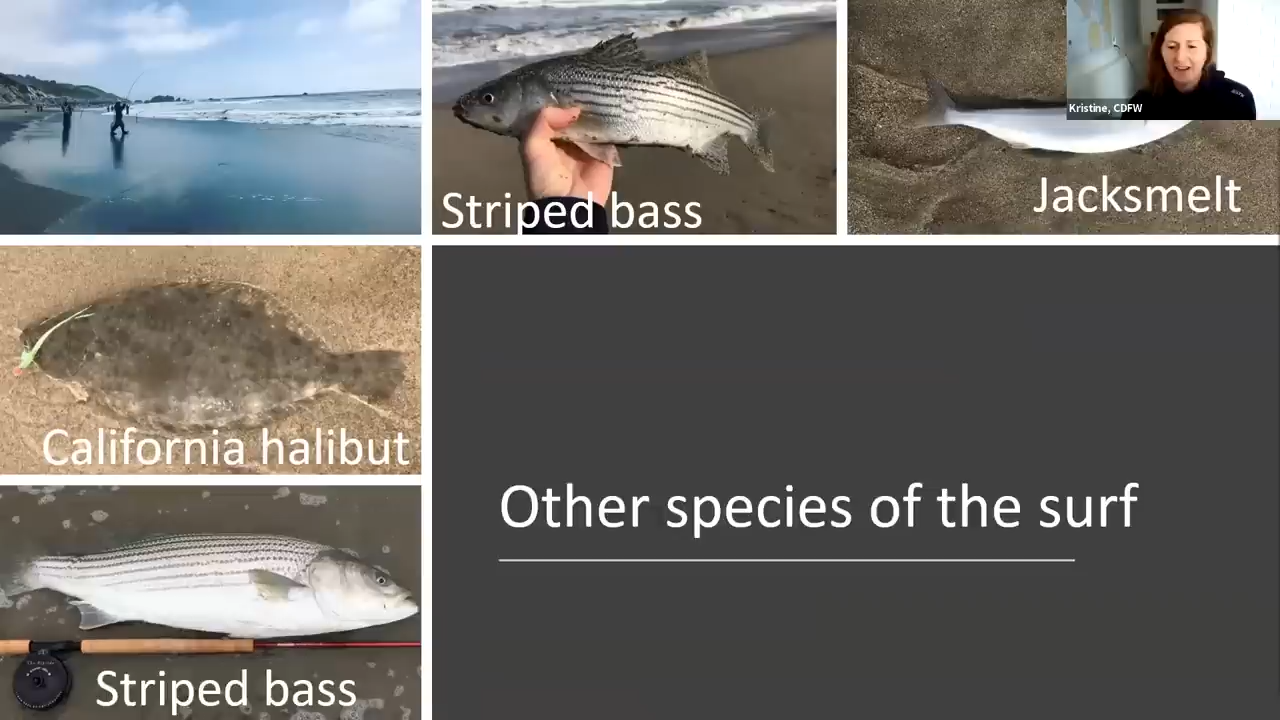 Kristine, CDFW
Striped bass
Jacksmelt
California halibut
Other species of the surf
Striped bass